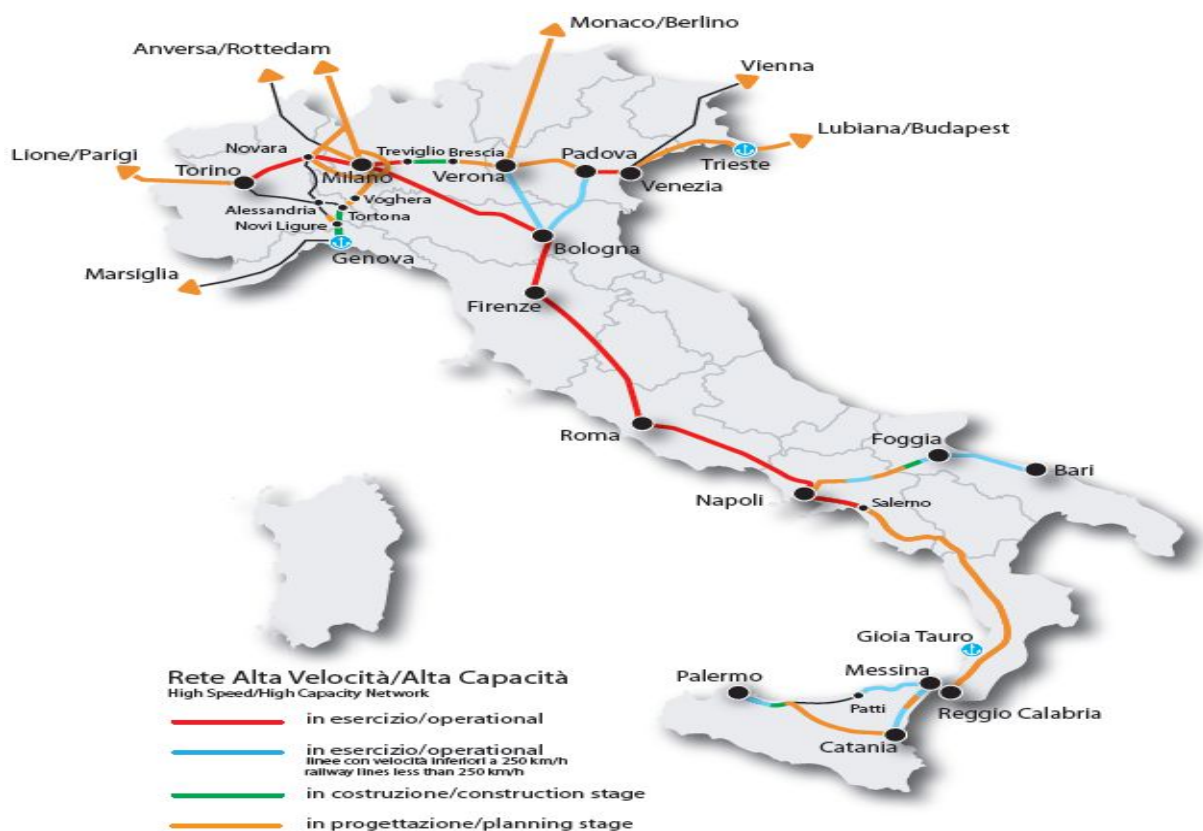 Monaco/Berlino
Anversa/Rottedam
Vienna
Lubiana/Budapest
Lione/Parigi
Novara
Treviglio
Brescia
Padova
Trieste
Torino
Milano
Verona
Venezia
Voghera
Alessandria
Tortona
Novi Ligure
Bologna
Genova
Marsiglia
Firenze
Roma
Foggia
Bari
Napoli
Salerno
Gioia Tauro
Messina
Palermo
Patti
Reggio Calabria
Catania
Rete Alta Velocità/Alta Capacità
High Speed/High Capacity Network
in esercizio/operational
in esercizio/operational
linee con velocità inferiori a 250 km/h
railway lines less than 250 km/h
in costruzione/construction stage
in progettazione/planning stage